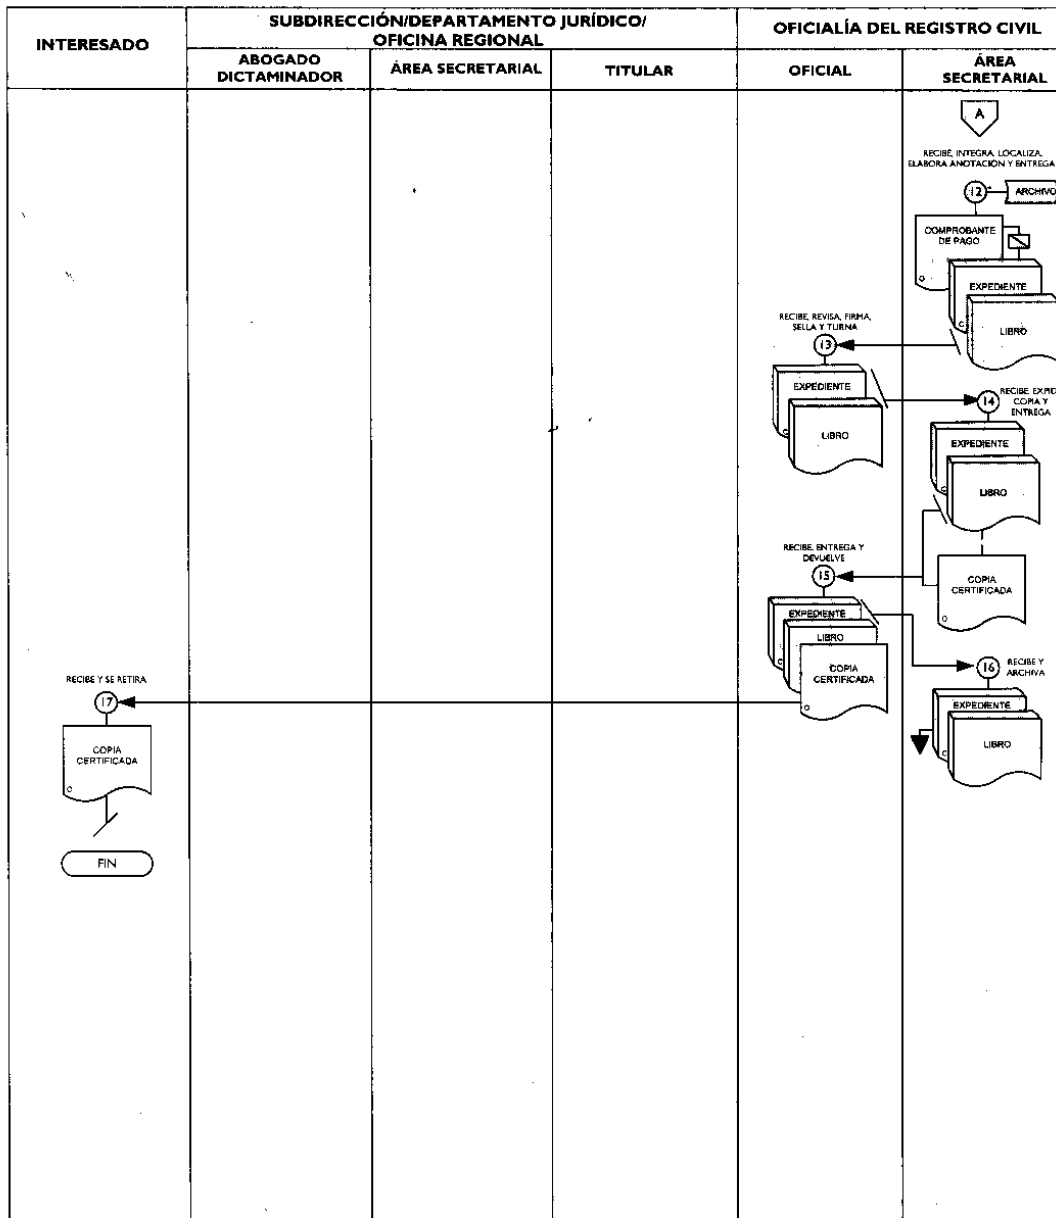 INTERESADO
SUBDIRECCIÓN/DEPARTAMENTO JURÍDICO/
OFICINA REGIONAL
OFICIALÍA DEL REGISTRO CIVIL
ABOGADO
DICTAMINADOR
ÁREA SECRETARIAL
TITULAR
OFICIAL
ÁREA
SECRETARIAL
A
RECIBE, INTEGRA, LOCALIZA,
ELABORA ANOTACIÓN Y ENTREGA
12
ARCHIVO
COMPROBANTE
DE PAGO
O
EXPEDIENTE
LIBRO
RECIBE, REVISA, FIRMA,
SELLA Y TURNA
13
EXPEDIENTE
O
LIBRO
14
RECIBE, EXPID
COPIA Y
ENTREGA
EXPEDIENTE
LIBRO
COPIA
CERTIFICADA
O
RECIBE, ENTREGA Y
DEVUELVE
15
EXPEDIENTE
LIBRO
COPIA
CERTIFICADA
O
16
RECIBE Y
ARCHIVA
EXPEDIENTE
LIBRO
RECIBE Y SE RETIRA
17
COPIA
CERTIFICADA
O
FIN